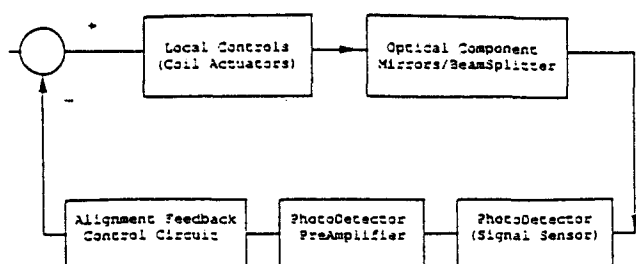 +
Local Controls
(Coil Actuators)
Optical Component
Mirrors/BeamSplitter
-
Alignment Feedback
Control Circuit
PhotoDetector
PreAmplifier
PhotoDetector
(Signal Sensor)